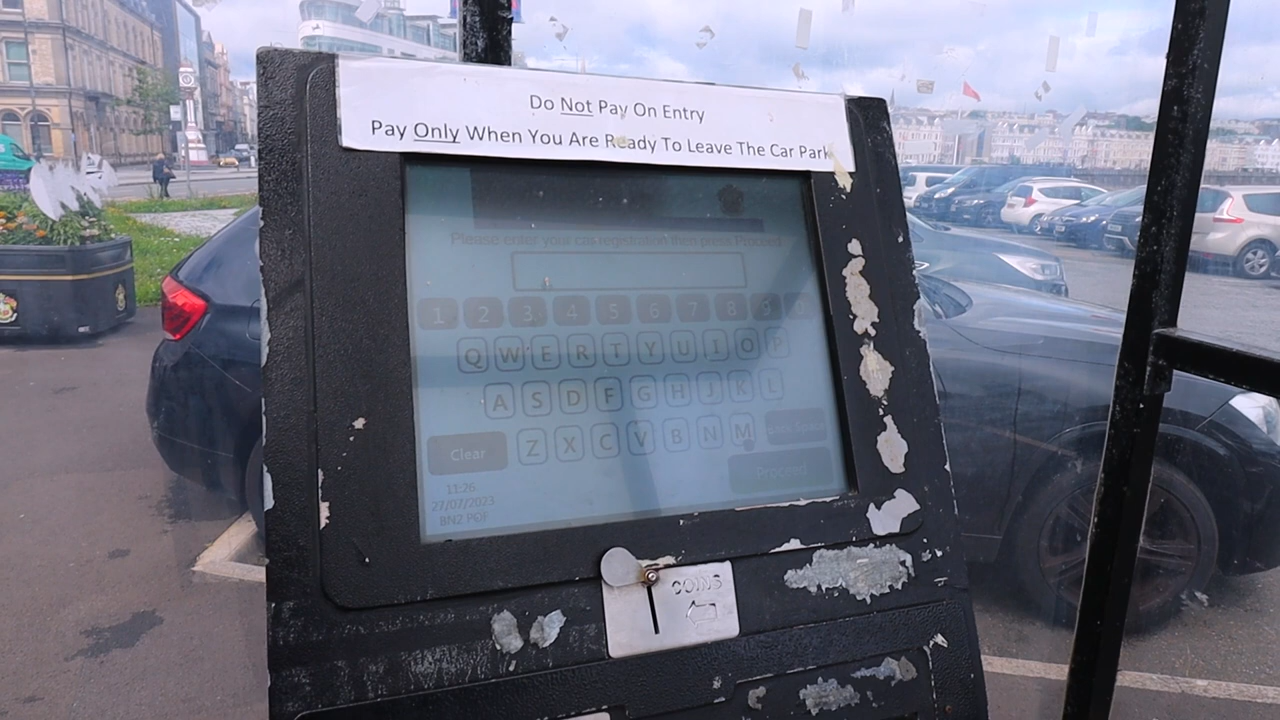 Do Not Pay On Entry
Pay Only When You Are Ready To Leave The Car Park
Please enter your car registration then press Proceed
1 2 3 4 5 6 7 8 9 0
Q W E R T Y U I O P
A S D F G H J K L
Z X C V B N M
Clear
Proceed
11:26
27/07/2023
COINS